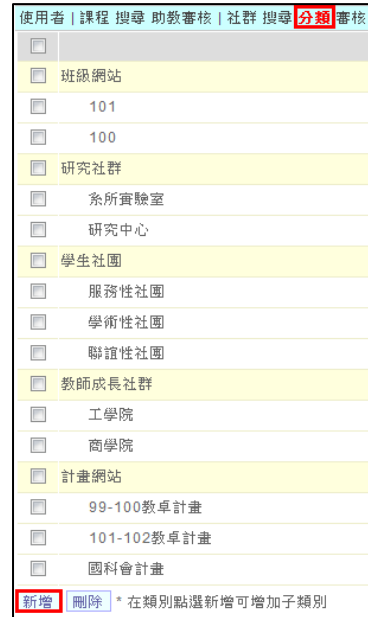 使用者 | 課程 搜尋 助教審核 | 社群 搜尋 分類 審核
班級網站
101
100
研究社群
系所實驗室
研究中心
學生社團
服務性社團
學術性社團
聯誼性社團
教師成長社群
工學院
商學院
計畫網站
99-100教卓計畫
101-102教卓計畫
國科會計畫
新增 刪除 * 在類別點選新增可增加子類別